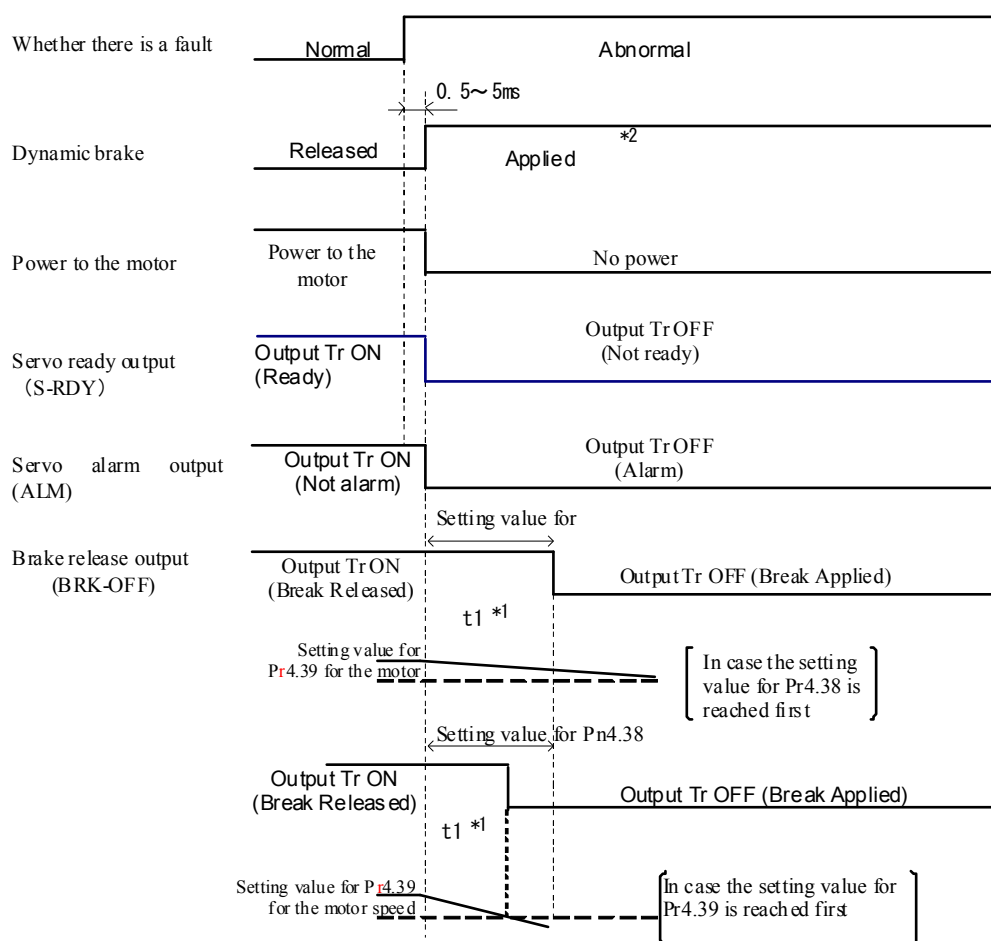 Whether there is a fault
Normal
Abnormal
0. 5～5ms
Dynamic brake
Released
Applied
*2
Power to the motor
Power to the
motor
No power
Servo ready output
（S-RDY）
Output Tr ON
(Ready)
Output Tr OFF
(Not ready)
Servo alarm output
(ALM)
Output Tr ON
(Not alarm)
Output Tr OFF
(Alarm)
Setting value for
Brake release output
(BRK-OFF)
Output Tr ON
(Break Released)
Output Tr OFF (Break Applied)
t1 *1
Setting value for
Pr4.39 for the motor
In case the setting
value for Pr4.38 is
reached first
Setting value for Pn4.38
Output Tr ON
(Break Released)
Output Tr OFF (Break Applied)
t1 *1
Setting value for Pr4.39
for the motor speed
In case the setting value for
Pr4.39 is reached first